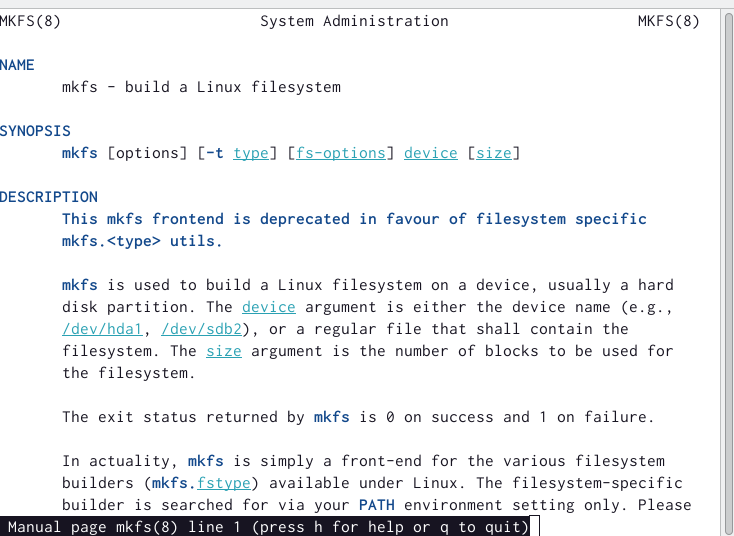 MKFS(8) System Administration MKFS(8)
NAME
mkfs - build a Linux filesystem
SYNOPSIS
mkfs [options] [-t type] [fs-options] device [size]
DESCRIPTION
This mkfs frontend is deprecated in favour of filesystem specific
mkfs.<type> utils.
mkfs is used to build a Linux filesystem on a device, usually a hard
disk partition. The device argument is either the device name (e.g.,
/dev/hda1, /dev/sdb2), or a regular file that shall contain the
filesystem. The size argument is the number of blocks to be used for
the filesystem.
The exit status returned by mkfs is 0 on success and 1 on failure.
In actuality, mkfs is simply a front-end for the various filesystem
builders (mkfs.fstype) available under Linux. The filesystem-specific
builder is searched for via your PATH environment setting only. Please
Manual page mkfs(8) line 1 (press h for help or q to quit)